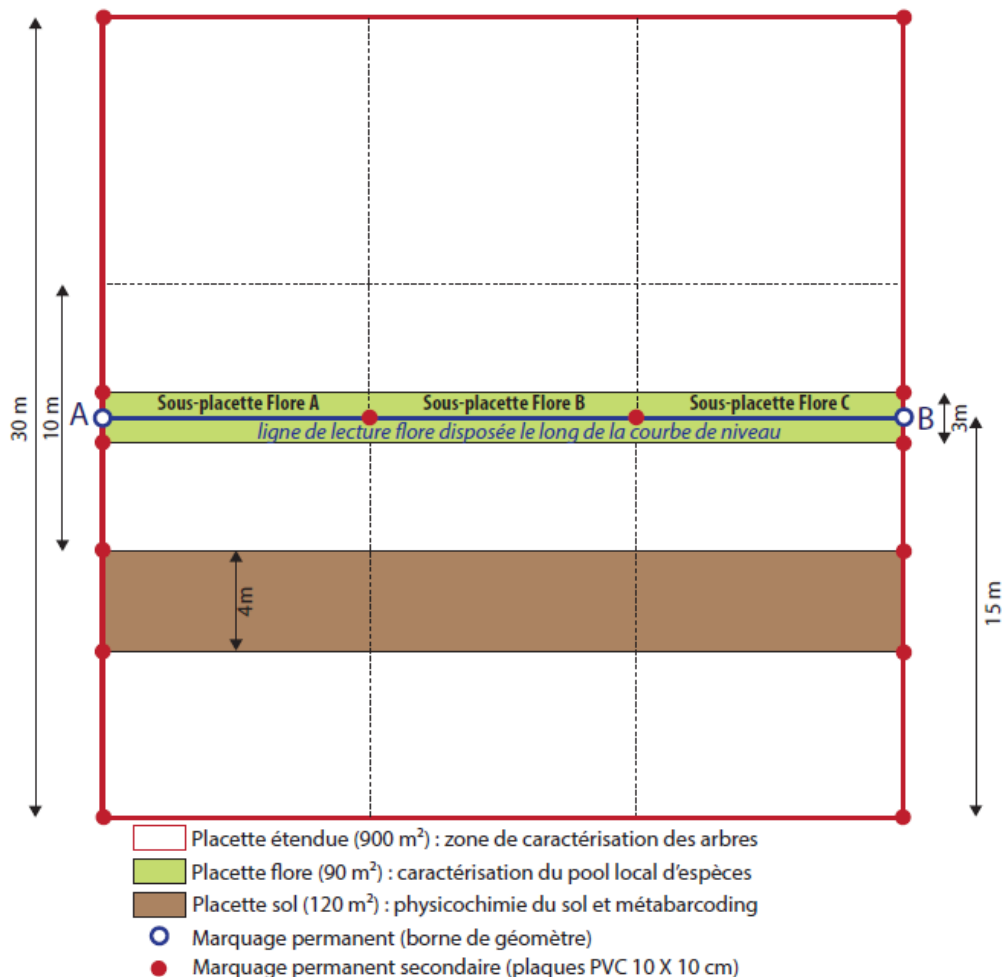 30 m
10 m
A
Sous-placette Flore A
Sous-placette Flore B
Sous-placette Flore C
B
3m
ligne de lecture flore disposée le long de la courbe de niveau
4m
15 m
Placette étendue (900 m²) : zone de caractérisation des arbres
Placette flore (90 m²) : caractérisation du pool local d'espèces
Placette sol (120 m²) : physicochimie du sol et métabarcoding
Marquage permanent (borne de géomètre)
Marquage permanent secondaire (plaques PVC 10 X 10 cm)